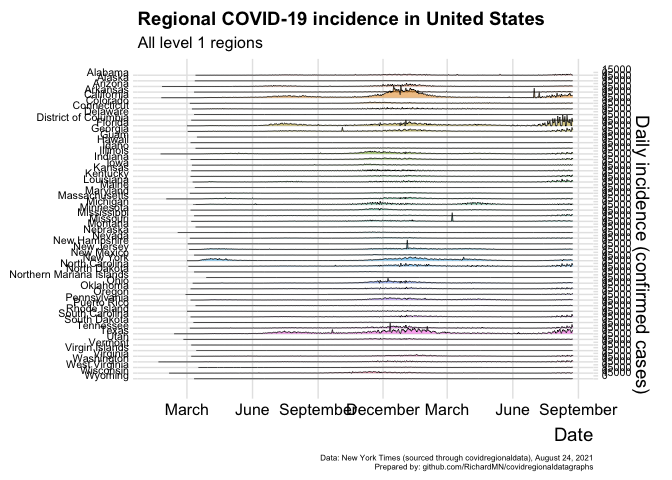 Regional COVID-19 incidence in United States
All level 1 regions
Alabama
Alaska
Arizona
Arkansas
California
Colorado
Connecticut
Delaware
District of Columbia
Florida
Georgia
Guam
Hawaii
Idaho
Illinois
Indiana
Iowa
Kansas
Kentucky
Louisiana
Maine
Maryland
Massachusetts
Michigan
Minnesota
Mississippi
Missouri
Montana
Nebraska
Nevada
New Hampshire
New Jersey
New Mexico
New York
North Carolina
North Dakota
Northern Mariana Islands
Ohio
Oklahoma
Oregon
Pennsylvania
Puerto Rico
Rhode Island
South Carolina
South Dakota
Tennessee
Texas
Utah
Vermont
Virgin Islands
Virginia
Washington
West Virginia
Wisconsin
Wyoming
15000
Daily incidence (confirmed cases)
March June September December March June September
Date
Data: New York Times (sourced through covidregionaldata), August 24, 2021
Prepared by: github.com/RichardMN/covidregionaldatagraphs